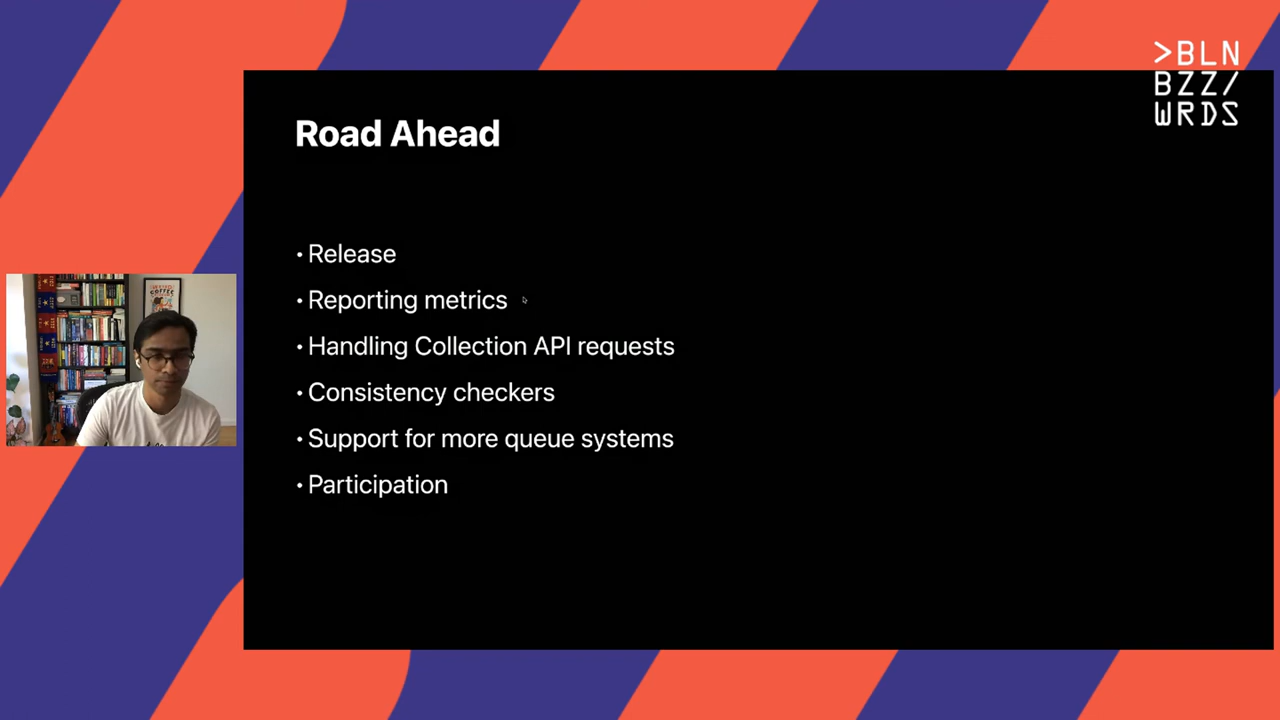 >BLN
BZZ/
WRDS
Road Ahead
• Release
• Reporting metrics
• Handling Collection API requests
• Consistency checkers
• Support for more queue systems
• Participation
COFFEE